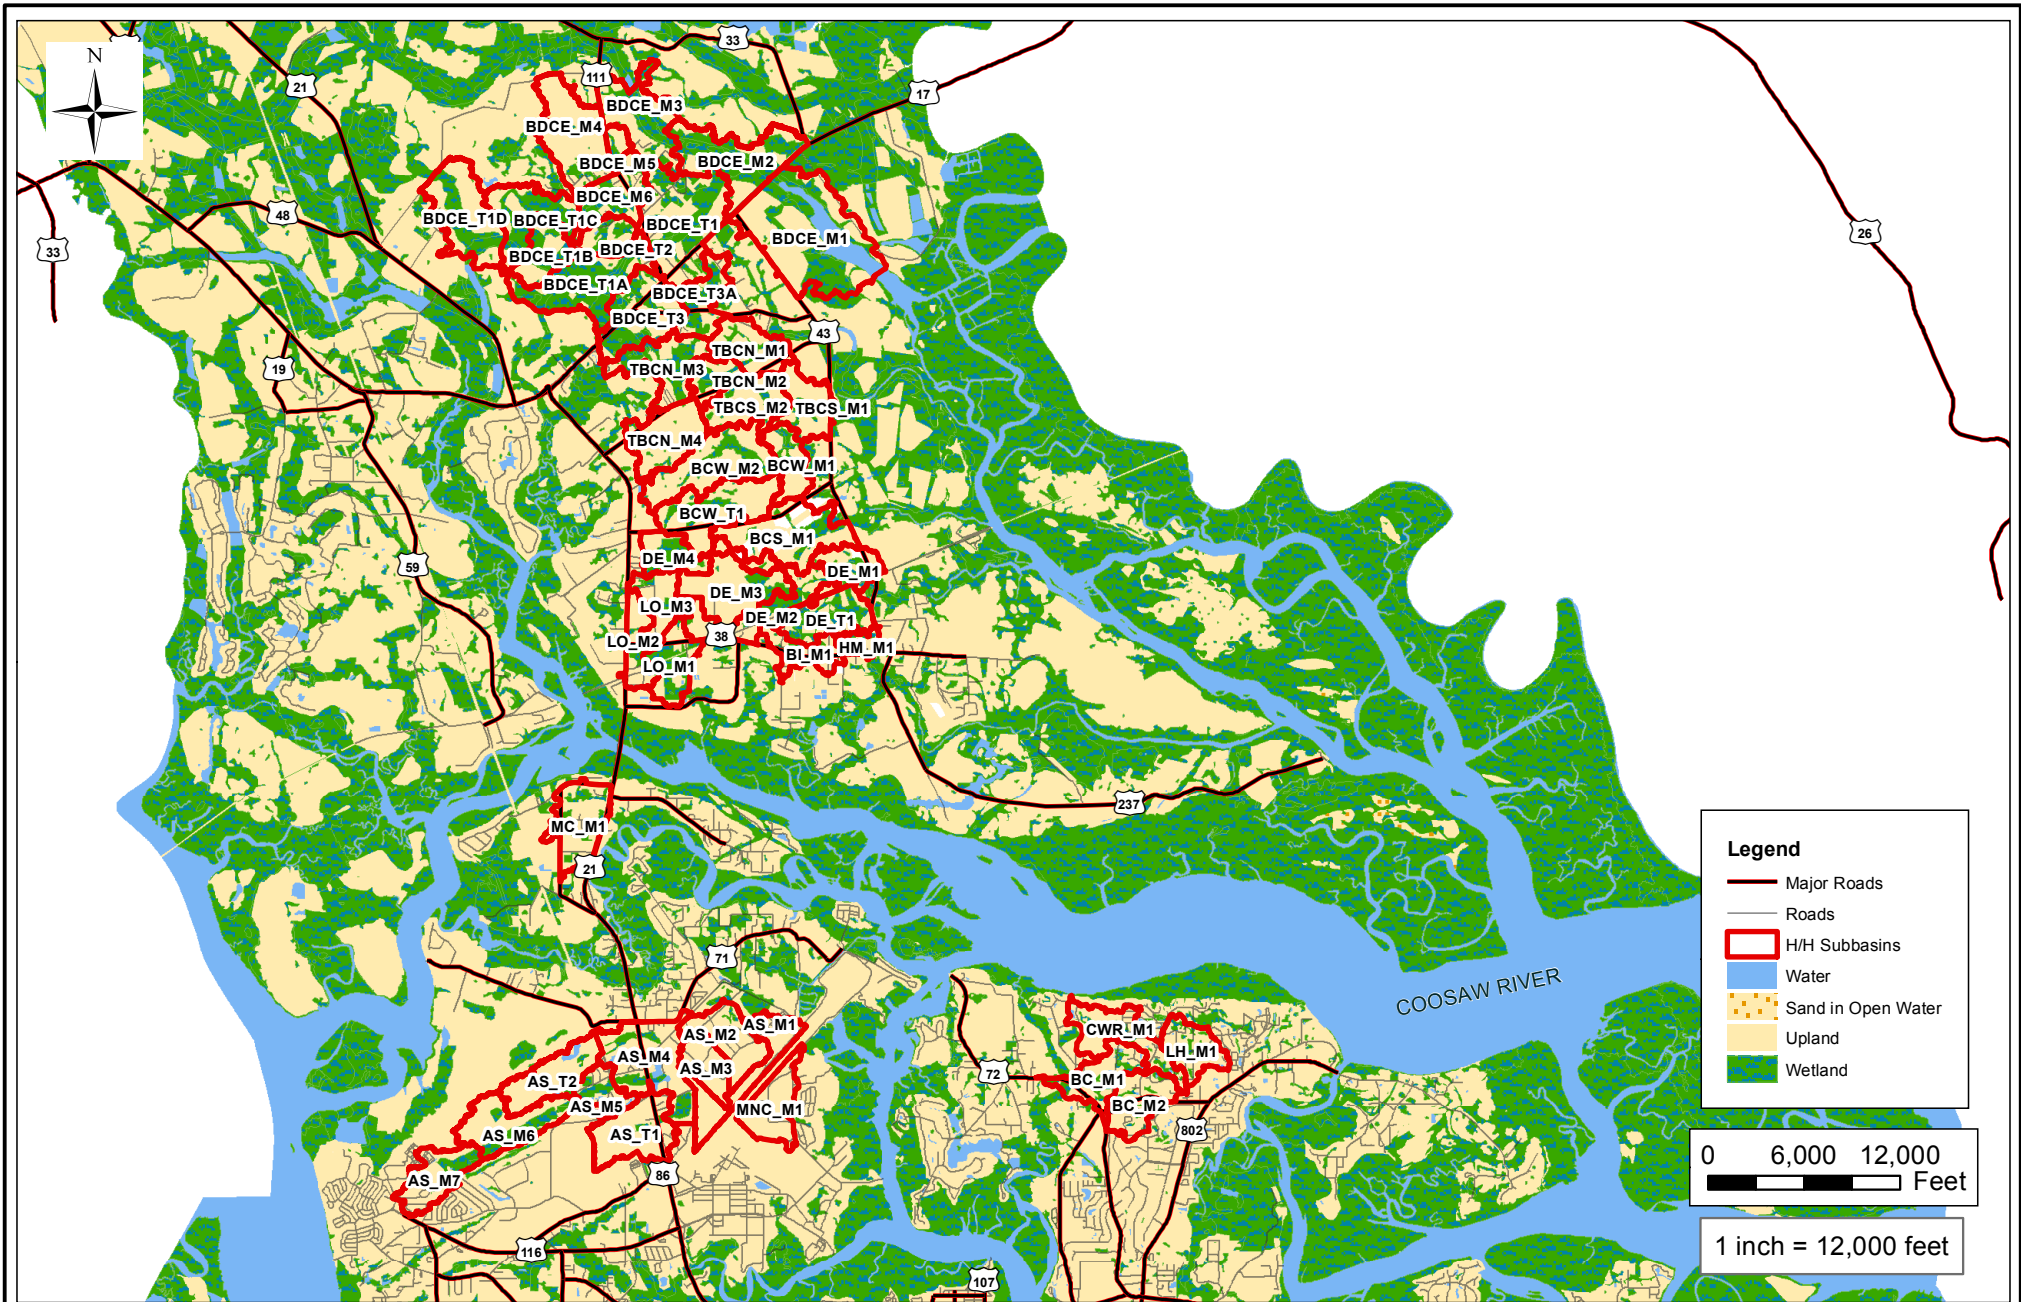 N
33
21
111
17
BDCE_M3
BDCE_M4
BDCE_M5
BDCE_M2
BDCE_M6
48
BDCE_T1D
BDCE_T1C
BDCE_T1
26
33
BDCE_M1
BDCE_T2
BDCE_T1B
BDCE_T1A
BDCE_T3A
BDCE_T3
43
TBCN_M1
19
TBCN_M3
TBCN_M2
TBCS_M2
TBCS_M1
TBCN_M4
BCW_M2
BCW_M1
BCW_T1
BCS_M1
DE_M4
59
DE_M1
DE_M3
LO_M3
DE_M2
DE_T1
38
LO_M2
HM_M1
BI_M1
LO_M1
237
MC_M1
21
71
COOSAW RIVER
AS_M1
AS_M2
CWR_M1
AS_M4
LH_M1
AS_M3
72
AS_T2
BC_M1
AS_M5
MNC_M1
BC_M2
AS_M6
AS_T1
802
86
AS_M7
116
107
Legend
Major Roads
Roads
H/H Subbasins
Water
Sand in Open Water
Upland
Wetland
0 6,000 12,000
Feet
1 inch = 12,000 feet